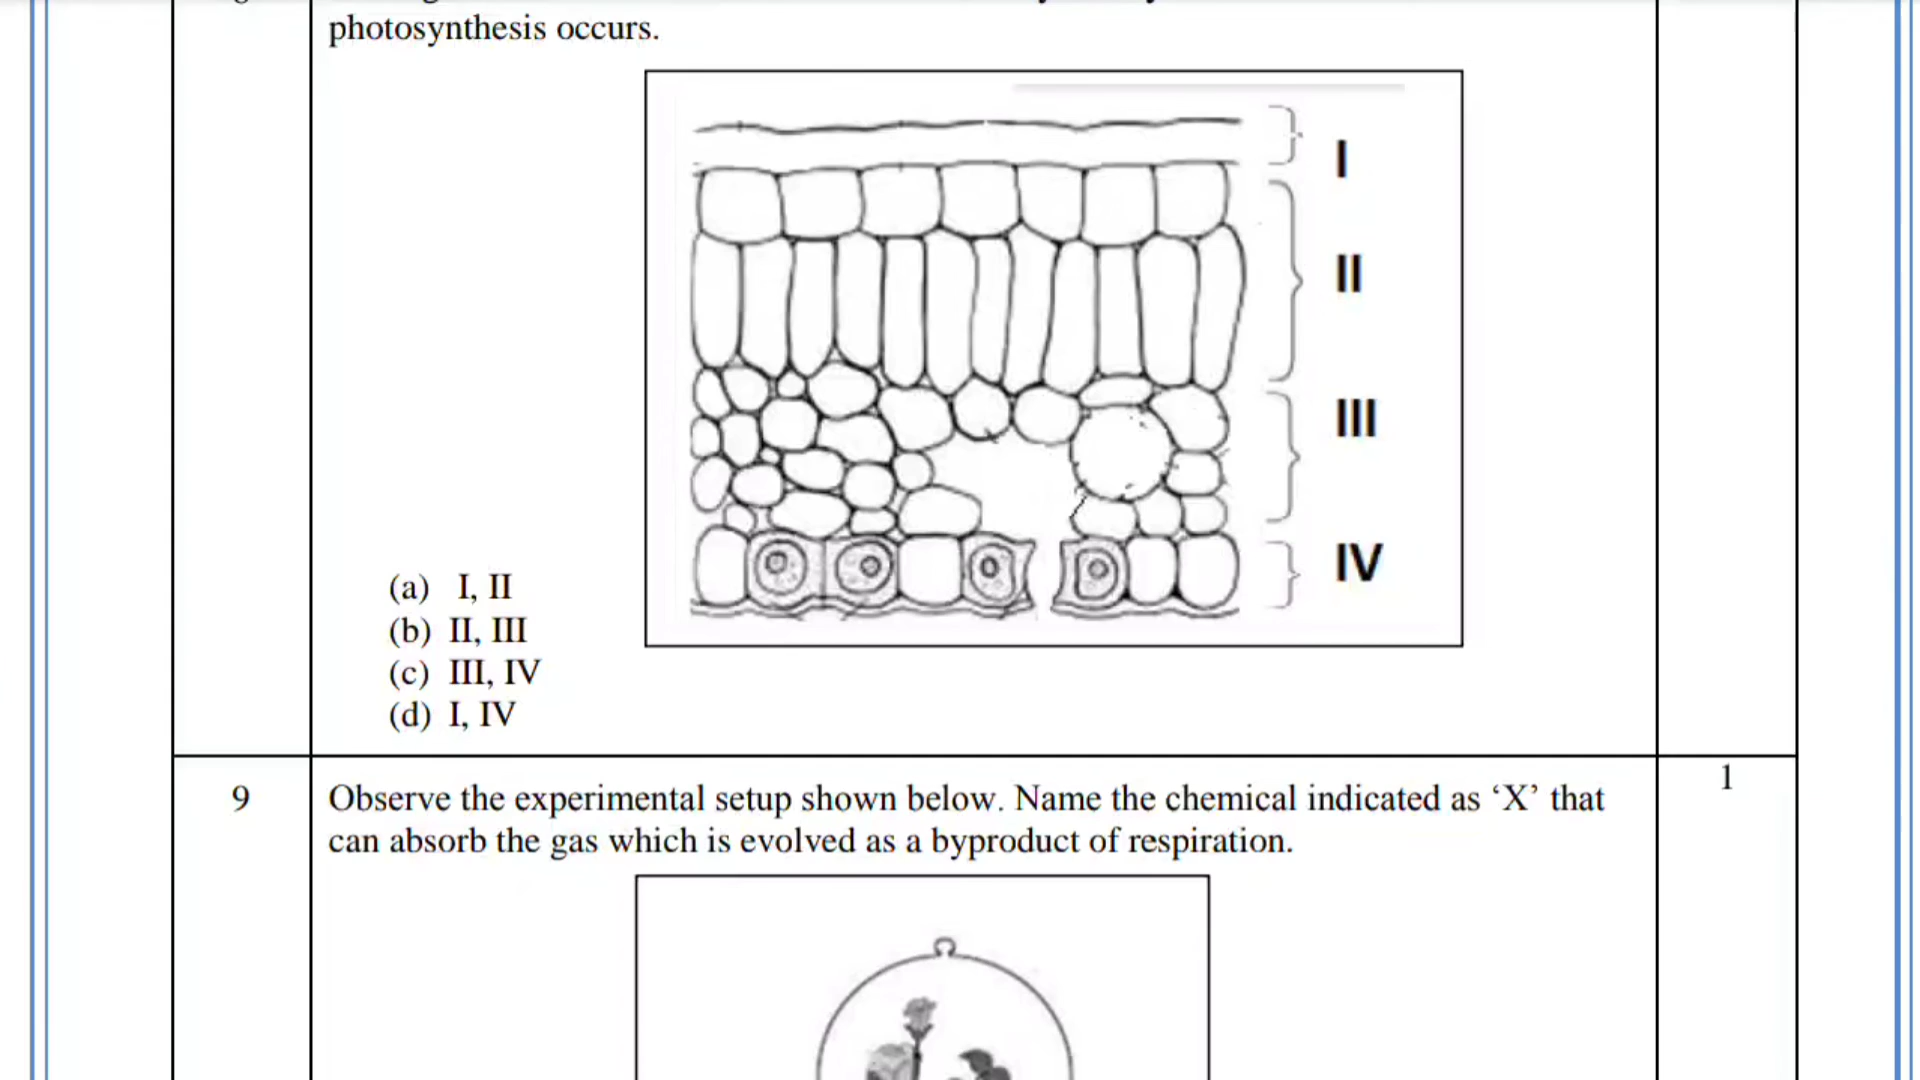 photosynthesis occurs.
I
II
III
IV
(a) I, II
(b) II, III
(c) III, IV
(d) I, IV
9
Observe the experimental setup shown below. Name the chemical indicated as ‘X’ that
can absorb the gas which is evolved as a byproduct of respiration.
1